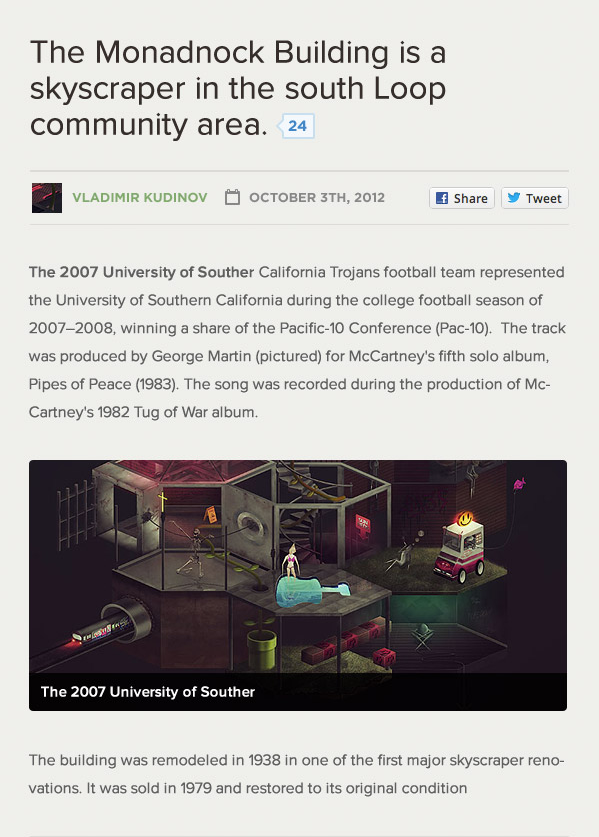 The Monadnock Building is a
skyscraper in the south Loop
community area. 24
VLADIMIR KUDINOV OCTOBER 3TH, 2012 Share Tweet
The 2007 University of Souther California Trojans football team represented
the University of Southern California during the college football season of
2007–2008, winning a share of the Pacific-10 Conference (Pac-10).  The track
was produced by George Martin (pictured) for McCartney's fifth solo album,
Pipes of Peace (1983). The song was recorded during the production of Mc-
Cartney's 1982 Tug of War album.
The 2007 University of Souther
The building was remodeled in 1938 in one of the first major skyscraper reno-
vations. It was sold in 1979 and restored to its original condition